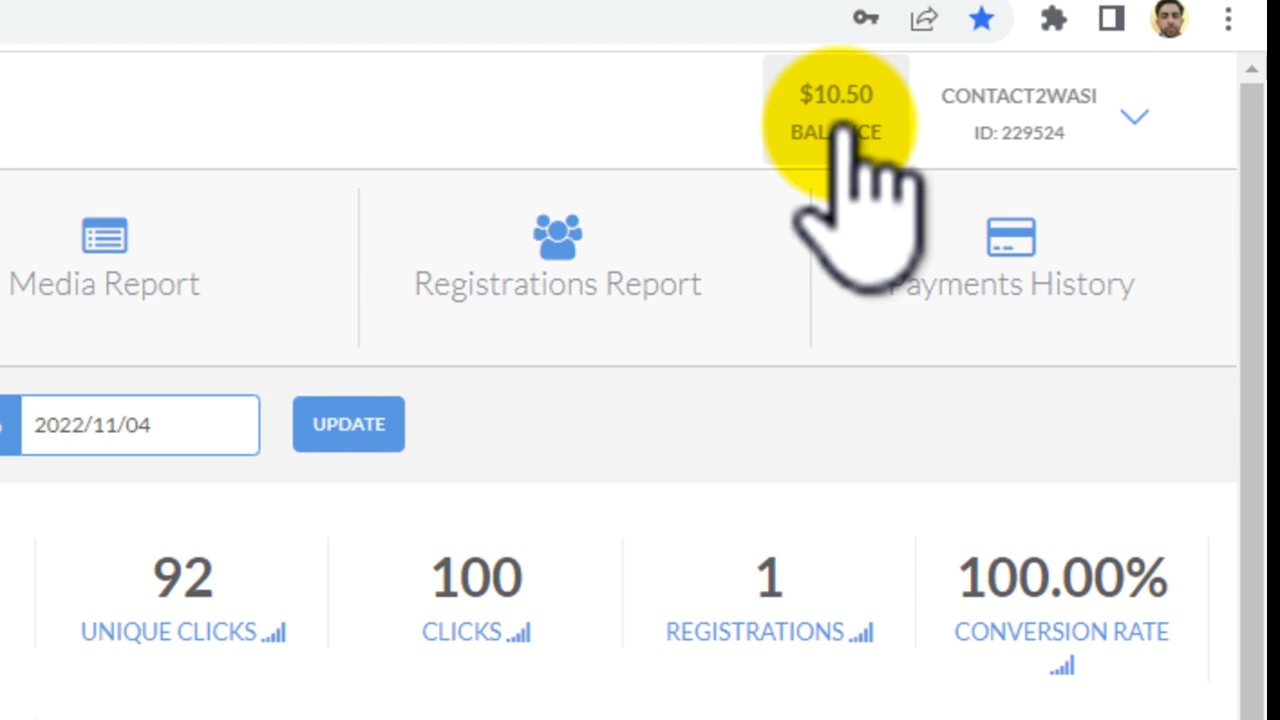 $10.50
CONTACT2WASI
ID: 229524
Media Report
Registrations Report
History
2022/11/04
UPDATE
92
100
1
100.00%
UNIQUE CLICKS
CLICKS
REGISTRATIONS
CONVERSION RATE